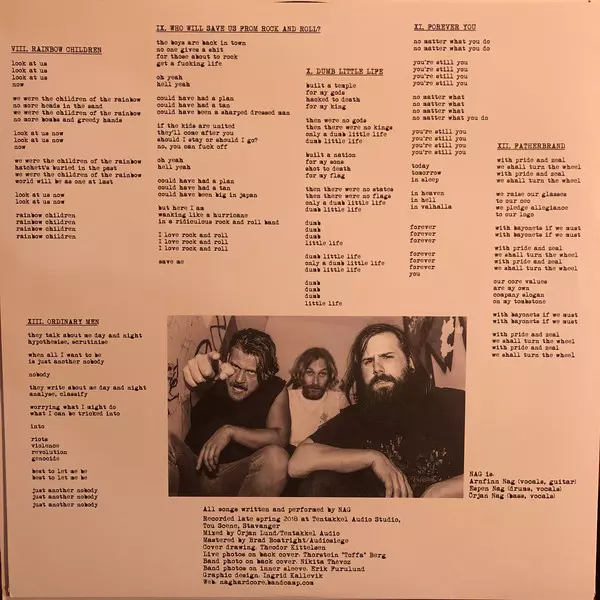 VIII. RAINBOW CHILDREN
look at us
look at us
look at us
now
we were the children of the rainbow
no more heads in the sand
we were the children of the rainbow
no more bombs and greedy hands
look at us now
look at us now
now
we were the children of the rainbow
hatchets buried in the past
we were the children of the rainbow
world will be as one at last
look at us now
look at us now
rainbow children
rainbow children
rainbow children
rainbow children
IX. WHO WILL SAVE US FROM ROCK AND ROLL?
the boys are back in town
no one gives a shit
for those about to rock
get a fucking life
oh yeah
hell yeah
could have had a plan
could have had a tan
could have been a sharped dressed man
if the kids are united
they'll come after you
should I stay or should I go?
no, you can fuck off
oh yeah
hell yeah
could have had a plan
could have had a tan
could have been big in japan
but here I am
wanking like a hurricane
in a ridiculous rock and roll band
I love rock and roll
I love rock and roll
I love rock and roll
save me
X. DUMB LITTLE LIFE
built a temple
for my gods
hacked to death
for my king
then were no gods
then there were no kings
only a dumb little life
dumb little life
built a nation
for my sons
shot to death
for my flag
then there were no states
then there were no flags
only a dumb little life
dumb little life
dumb
dumb
dumb
little life
dumb little life
only a dumb little life
dumb little life
dumb
dumb
dumb
little life
XI. FOREVER YOU
no matter what you do
no matter what you do
you're still you
you're still you
you're still you
you're still you
no matter what
no matter what
no matter what
no matter what you do
you're still you
you're still you
you're still you
you're still you
today
tomorrow
in sleep
in heaven
in hell
in valhalla
forever
forever
forever
forever
you
XII. FATHERBRAND
with pride and zeal
we shall turn the wheel
with pride and zeal
we shall turn the wheel
we raise our glasses
to our ceo
we pledge allegiance
to our logo
with bayonets if we must
with bayonets if we must
with pride and zeal
we shall turn the wheel
with pride and zeal
we shall turn the wheel
our core values
are my own
company slogan
on my tombstone
with bayonets if we must
with bayonets if we must
with pride and zeal
we shall turn the wheel
with pride and zeal
we shall turn the wheel
XIII. ORDINARY MEN
they talk about me day and night
hypothesise, scrutinise
when all I want to be
is just another nobody
nobody
they write about me day and night
analyse, classify
worrying what I might do
what I can be tricked into
into
riots
violence
revolution
genocide
best to let me be
best to let me be
just another nobody
just another nobody
just another nobody
NAG is:
Arnfinn Nag (vocals, guitar)
Espen Nag (drums, vocals)
Örjan Nag (bass, vocals)
All songs written and performed by NAG
Recorded late spring 2018 at Tentakkel Audio Studio,
Tou Scene, Stavanger
Mixed by Örjan Lund/Tentakkel Audio
Mastered by Brad Boatright/Audiosiege
Cover drawing: Theodor Kittelsen
Live photos on back cover: Thorstein "Toffa" Berg
Band photo on back cover: Nikita Thevoz
Band photos on inner sleeve: Erik Furulund
Graphic design: Ingrid Kallevik
Web: naghardcore.bandcamp.com